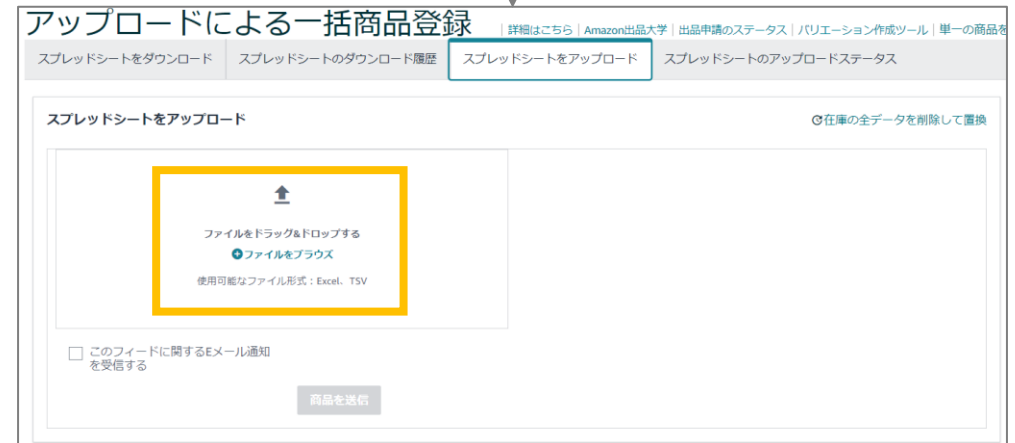 アップロードによる一括商品登録 | 詳細はこちら | Amazon出品大学 | 出品申請のステータス | バリエーション作成ツール | 単一の商品を
スプレッドシートをダウンロード スプレッドシートのダウンロード履歴 スプレッドシートをアップロード スプレッドシートのアップロードステータス
スプレッドシートをアップロード 在庫の全データを削除して置換
ファイルをドラッグ&ドロップする
ファイルをブラウズ
使用可能なファイル形式：Excel、TSV
このフィードに関するEメール通知
を受信する
商品を送信